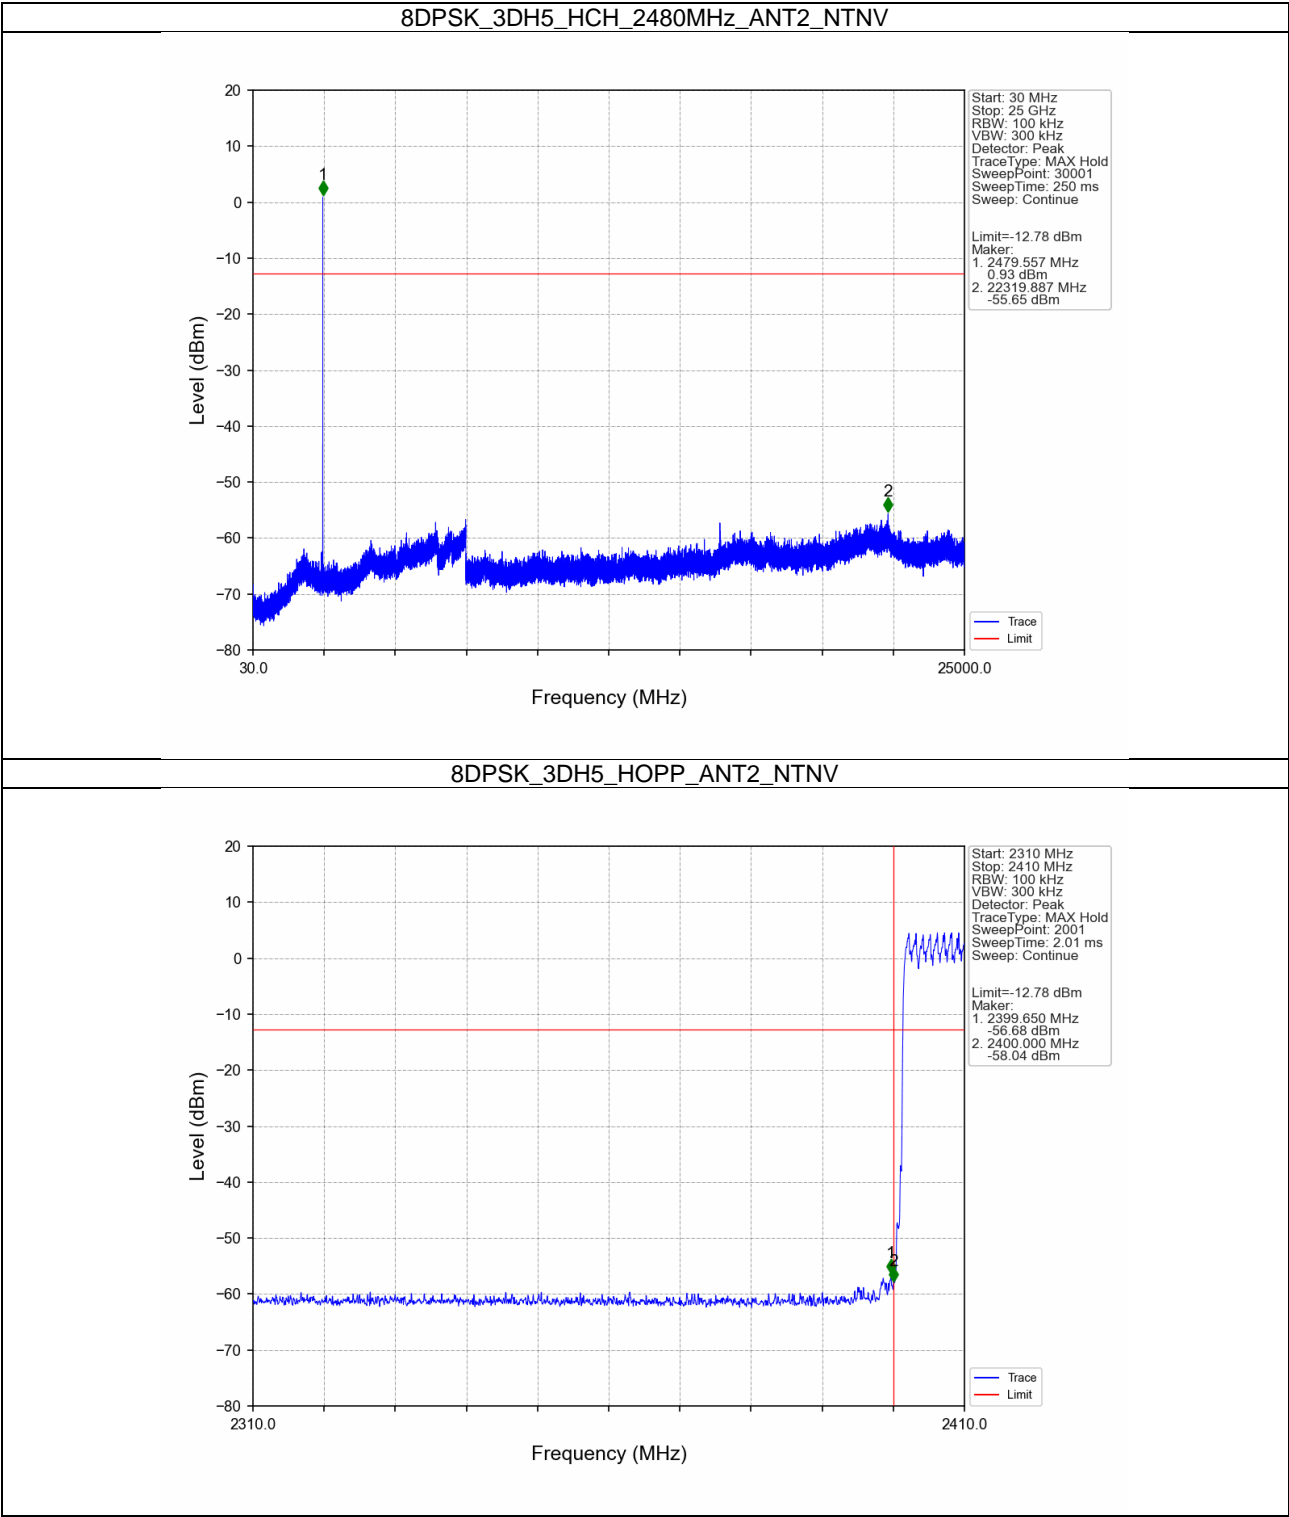 8DPSK_3DH5_HCH_2480MHz_ANT2_NTNV
20
10
0
−10
−20
−30
−40
−50
−60
−70
−80
Level (dBm)
1
2
30.0
25000.0
Frequency (MHz)
Start: 30 MHz
Stop: 25 GHz
RBW: 100 kHz
VBW: 300 kHz
Detector: Peak
TraceType: MAX Hold
SweepPoint: 30001
SweepTime: 250 ms
Sweep: Continue
Limit=-12.78 dBm
Maker:
1. 2479.557 MHz
0.93 dBm
2. 22319.887 MHz
-55.65 dBm
Trace
Limit
8DPSK_3DH5_HOPP_ANT2_NTNV
20
10
0
−10
−20
−30
−40
−50
−60
−70
−80
Level (dBm)
1
2
2310.0
2410.0
Frequency (MHz)
Start: 2310 MHz
Stop: 2410 MHz
RBW: 100 kHz
VBW: 300 kHz
Detector: Peak
TraceType: MAX Hold
SweepPoint: 2001
SweepTime: 2.01 ms
Sweep: Continue
Limit=-12.78 dBm
Maker:
1. 2399.650 MHz
-56.68 dBm
2. 2400.000 MHz
-58.04 dBm
Trace
Limit